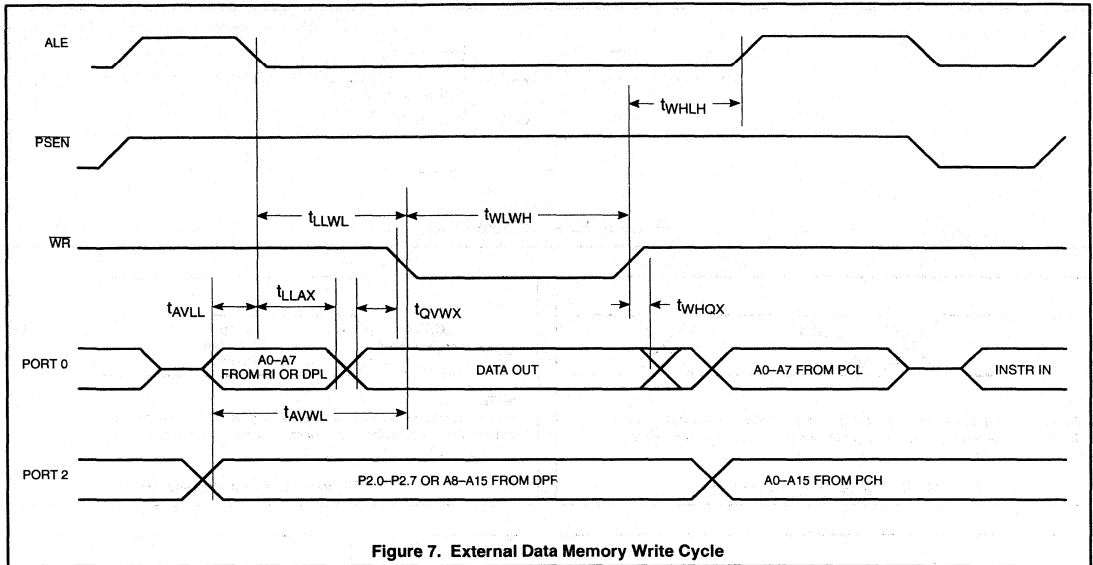 ALE
tWHLH
PSEN
tLLWL
tWLWH
WR
tAVLL
tLLAX
tQVWX
tWHQX
PORT 0
A0–A7
FROM RI OR DPL
DATA OUT
A0–A7 FROM PCL
INSTR IN
tAVWL
PORT 2
P2.0–P2.7 OR A8–A15 FROM DPF
A0–A15 FROM PCH
Figure 7. External Data Memory Write Cycle